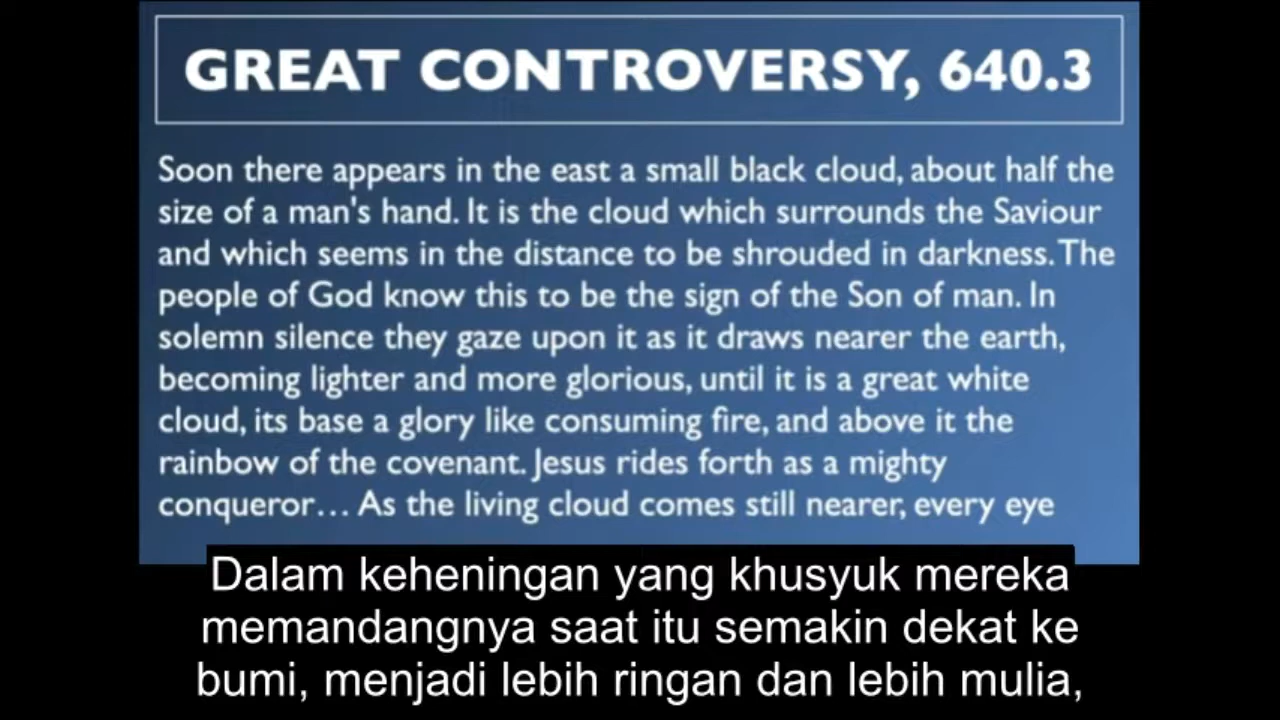 GREAT CONTROVERSY, 640.3
Soon there appears in the east a small black cloud, about half the
size of a man's hand. It is the cloud which surrounds the Saviour
and which seems in the distance to be shrouded in darkness. The
people of God know this to be the sign of the Son of man. In
solemn silence they gaze upon it as it draws nearer the earth,
becoming lighter and more glorious, until it is a great white
cloud, its base a glory like consuming fire, and above it the
rainbow of the covenant. Jesus rides forth as a mighty
conqueror... As the living cloud comes still nearer, every eye
Dalam keheningan yang khusyuk mereka
memandangnya saat itu semakin dekat ke
bumi, menjadi lebih ringan dan lebih mulia,